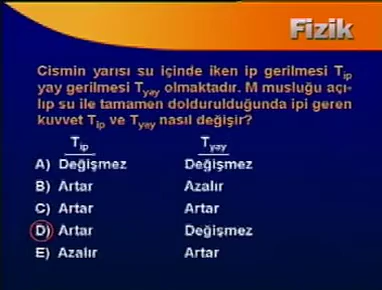 Fizik
Cismin yarısı su içinde iken ip gerilmesi Tip
yay gerilmesi Tyay olmaktadır. M musluğu açı-
lıp su ile tamamen doldurulduğunda ipi geren
kuvvet Tip ve Tyay nasıl değişir?
Tip Tyay
A) Değişmez Değişmez
B) Artar Azalır
C) Artar Artar
D) Artar Değişmez
E) Azalır Artar